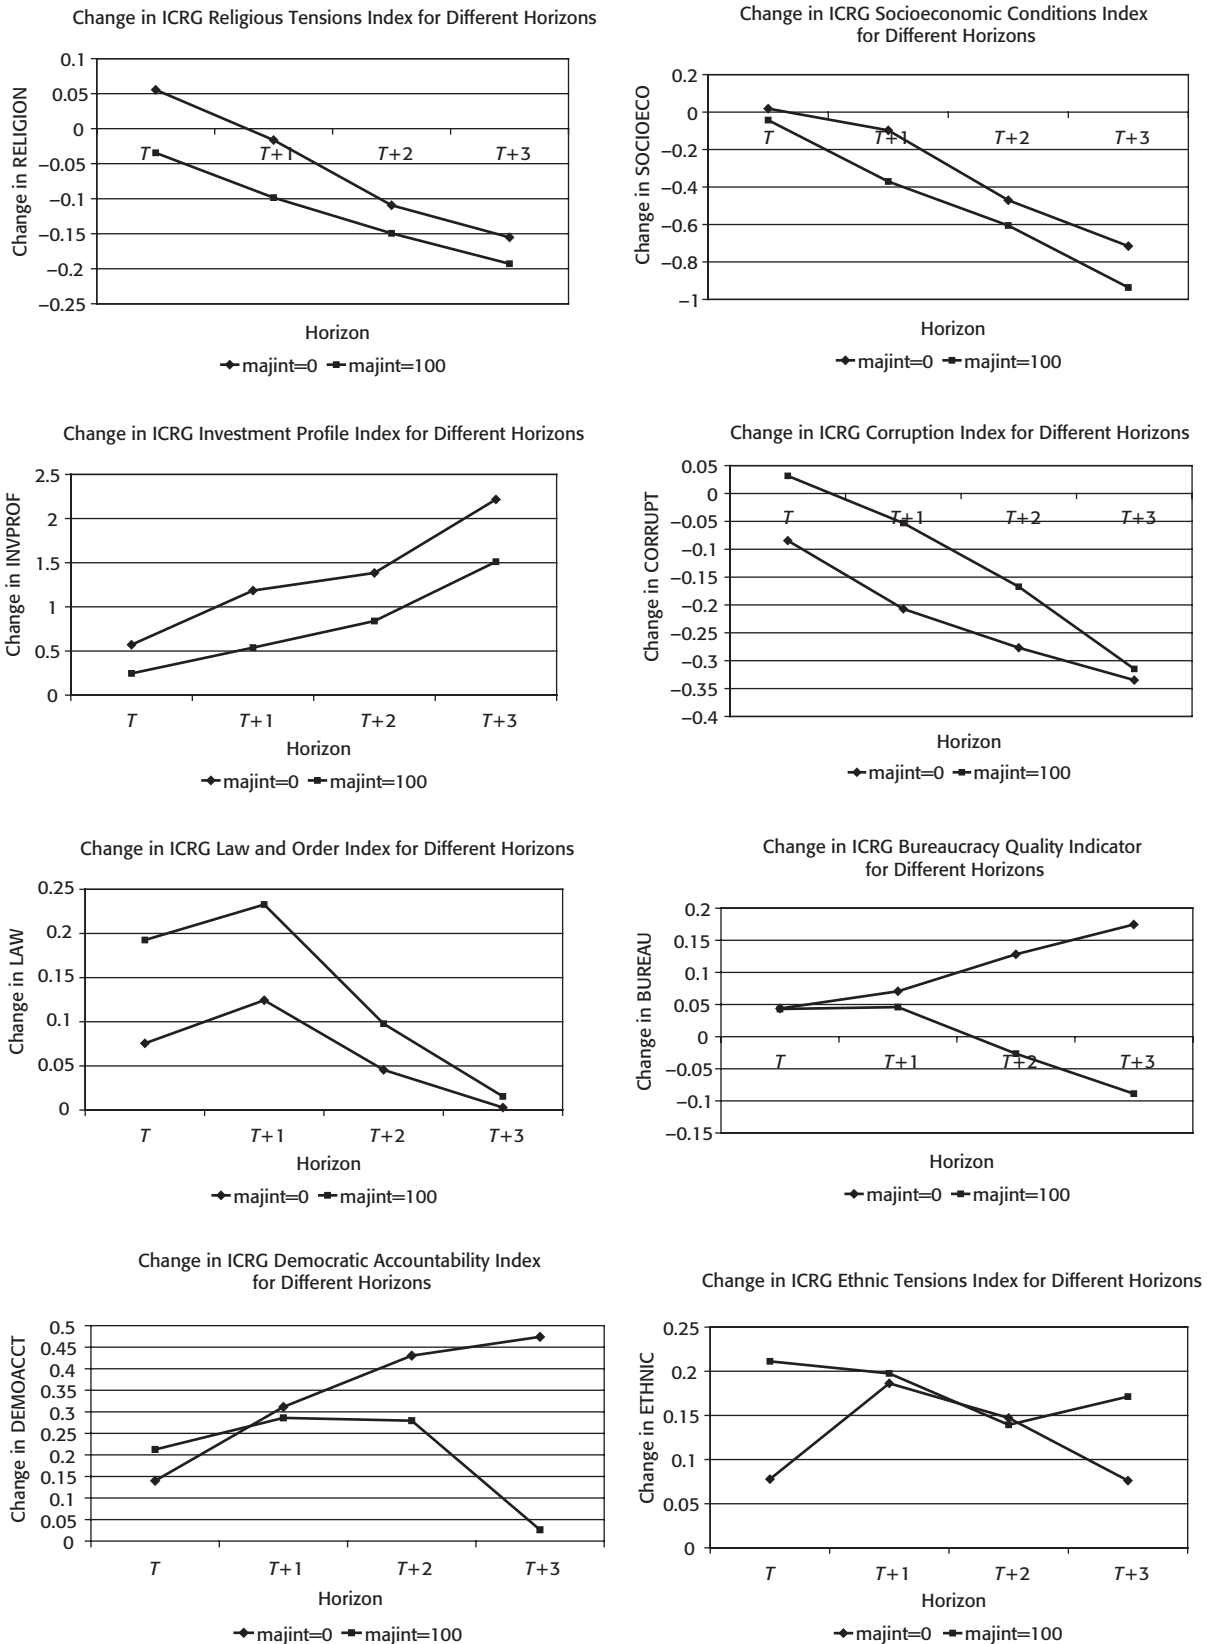 Change in ICRG Religious Tensions Index for Different Horizons
Change in RELIGION
0.1
0.05
0
−0.05
−0.1
−0.15
−0.2
−0.25
T
T+1
T+2
T+3
Horizon
majint=0 majint=100
Change in ICRG Socioeconomic Conditions Index
for Different Horizons
Change in SOCIOECO
0.2
0
−0.2
−0.4
−0.6
−0.8
−1
T
T+1
T+2
T+3
Horizon
majint=0 majint=100
Change in ICRG Investment Profile Index for Different Horizons
Change in INVPROF
2.5
2
1.5
1
0.5
0
T
T+1
T+2
T+3
Horizon
majint=0 majint=100
Change in ICRG Corruption Index for Different Horizons
Change in CORRUPT
0.05
0
−0.05
−0.1
−0.15
−0.2
−0.25
−0.3
−0.35
−0.4
T
T+1
T+2
T+3
Horizon
majint=0 majint=100
Change in ICRG Law and Order Index for Different Horizons
Change in LAW
0.25
0.2
0.15
0.1
0.05
0
T
T+1
T+2
T+3
Horizon
majint=0 majint=100
Change in ICRG Bureaucracy Quality Indicator
for Different Horizons
Change in BUREAU
0.2
0.15
0.1
0.05
0
−0.05
−0.1
−0.15
T
T+1
T+2
T+3
Horizon
majint=0 majint=100
Change in ICRG Democratic Accountability Index
for Different Horizons
Change in DEMOACCT
0.5
0.45
0.4
0.35
0.3
0.25
0.2
0.15
0.1
0.05
0
T
T+1
T+2
T+3
Horizon
majint=0 majint=100
Change in ICRG Ethnic Tensions Index for Different Horizons
Change in ETHNIC
0.25
0.2
0.15
0.1
0.05
0
T
T+1
T+2
T+3
Horizon
majint=0 majint=100